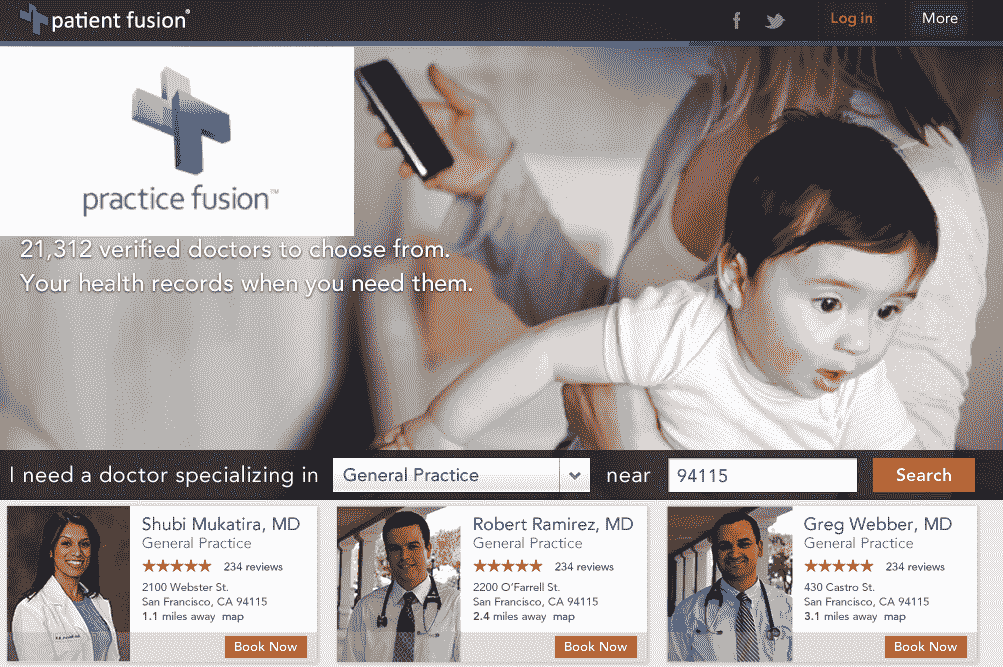 patient fusion®
Log in
More
practice fusion™
21,312 verified doctors to choose from.
Your health records when you need them.
I need a doctor specializing in
General Practice
near
94115
Search
Shubi Mukatira, MD
General Practice
234 reviews
2100 Webster St.
San Francisco, CA 94115
1.1 miles away map
Book Now
Robert Ramirez, MD
General Practice
234 reviews
2200 O'Farrell St.
San Francisco, CA 94115
2.4 miles away map
Book Now
Greg Webber, MD
General Practice
234 reviews
430 Castro St.
San Francisco, CA 94115
3.1 miles away map
Book Now